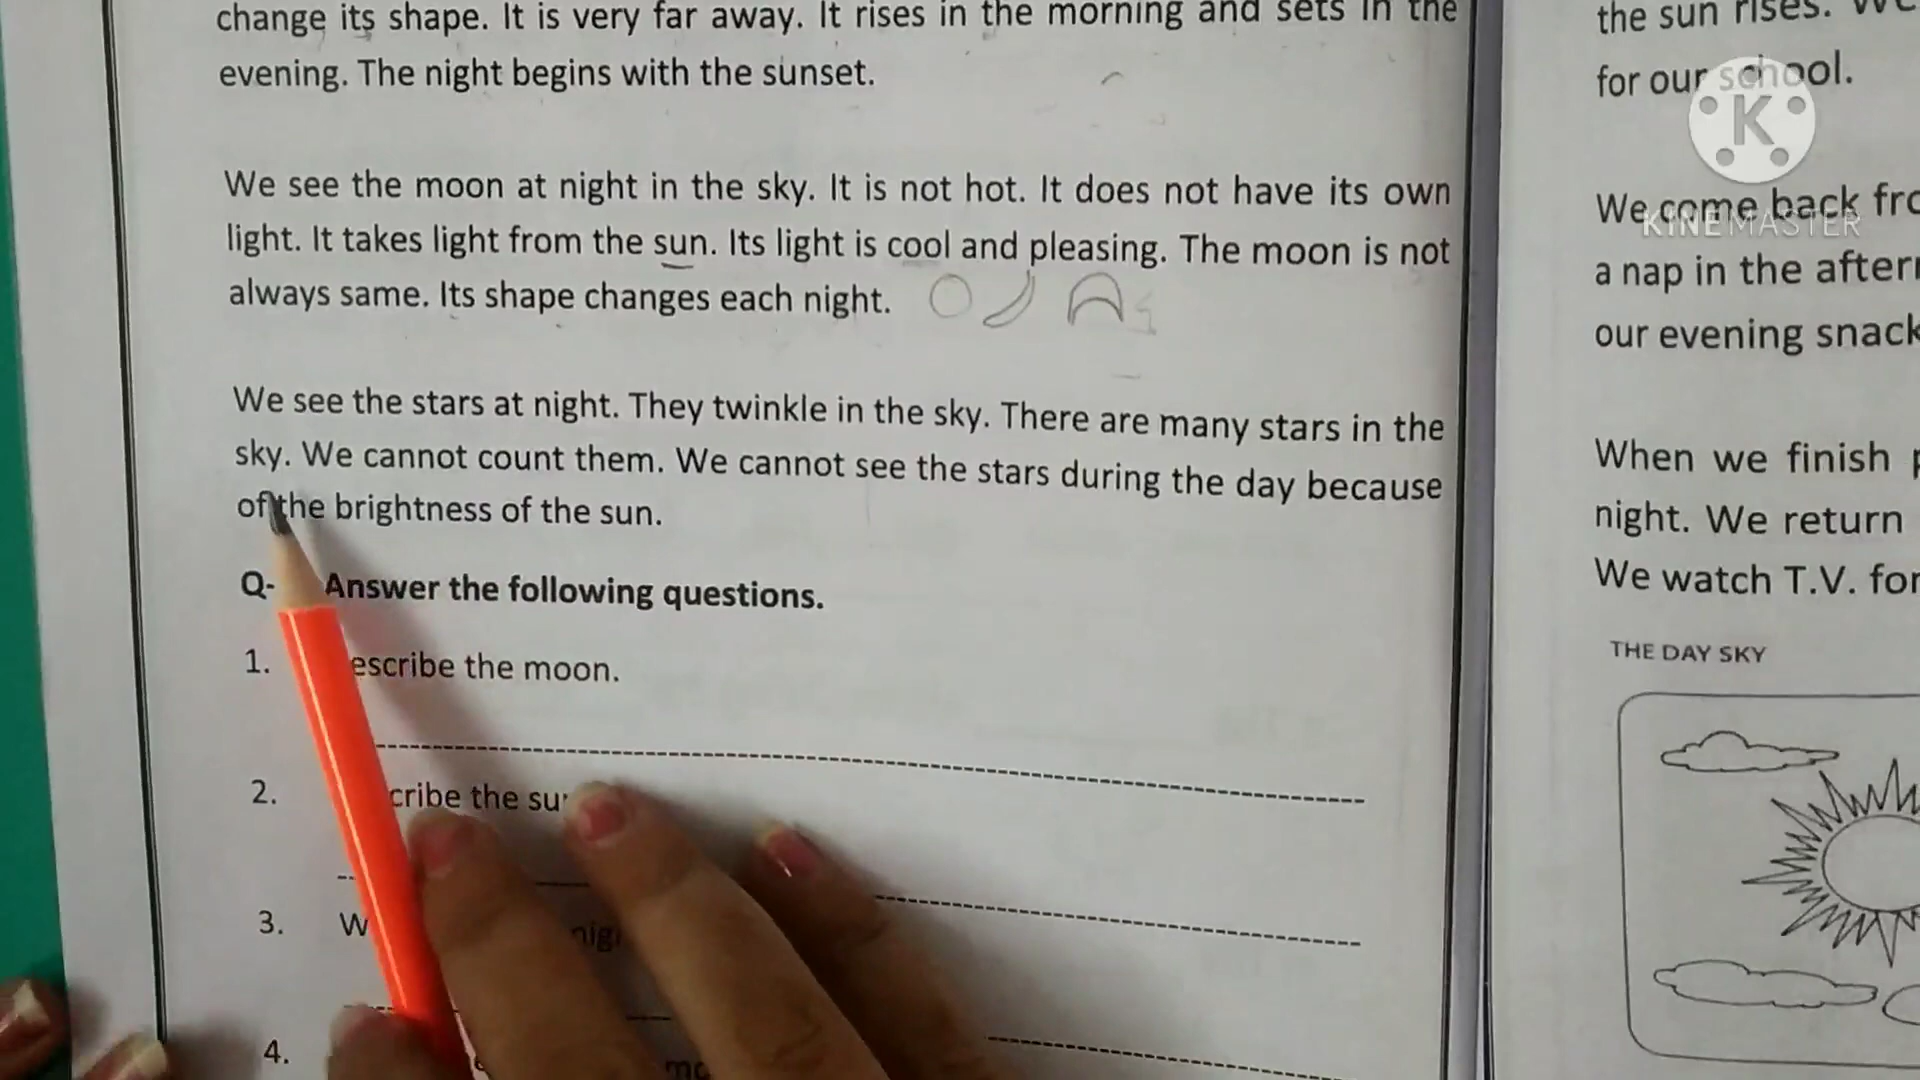 change its shape. It is very far away. It rises in the morning and sets in the
evening. The night begins with the sunset.
We see the moon at night in the sky. It is not hot. It does not have its own
light. It takes light from the sun. Its light is cool and pleasing. The moon is not
always same. Its shape changes each night.
We see the stars at night. They twinkle in the sky. There are many stars in the
sky. We cannot count them. We cannot see the stars during the day because
of the brightness of the sun.
Q- Answer the following questions.
1. escribe the moon.
2. cribe the su
3. W nig
4. mo
the sun rises.
for our school.
We come back
a nap in the
our evening snack
When we finish
night. We return
We watch T.V. for
THE DAY SKY
K
KINEMASTER